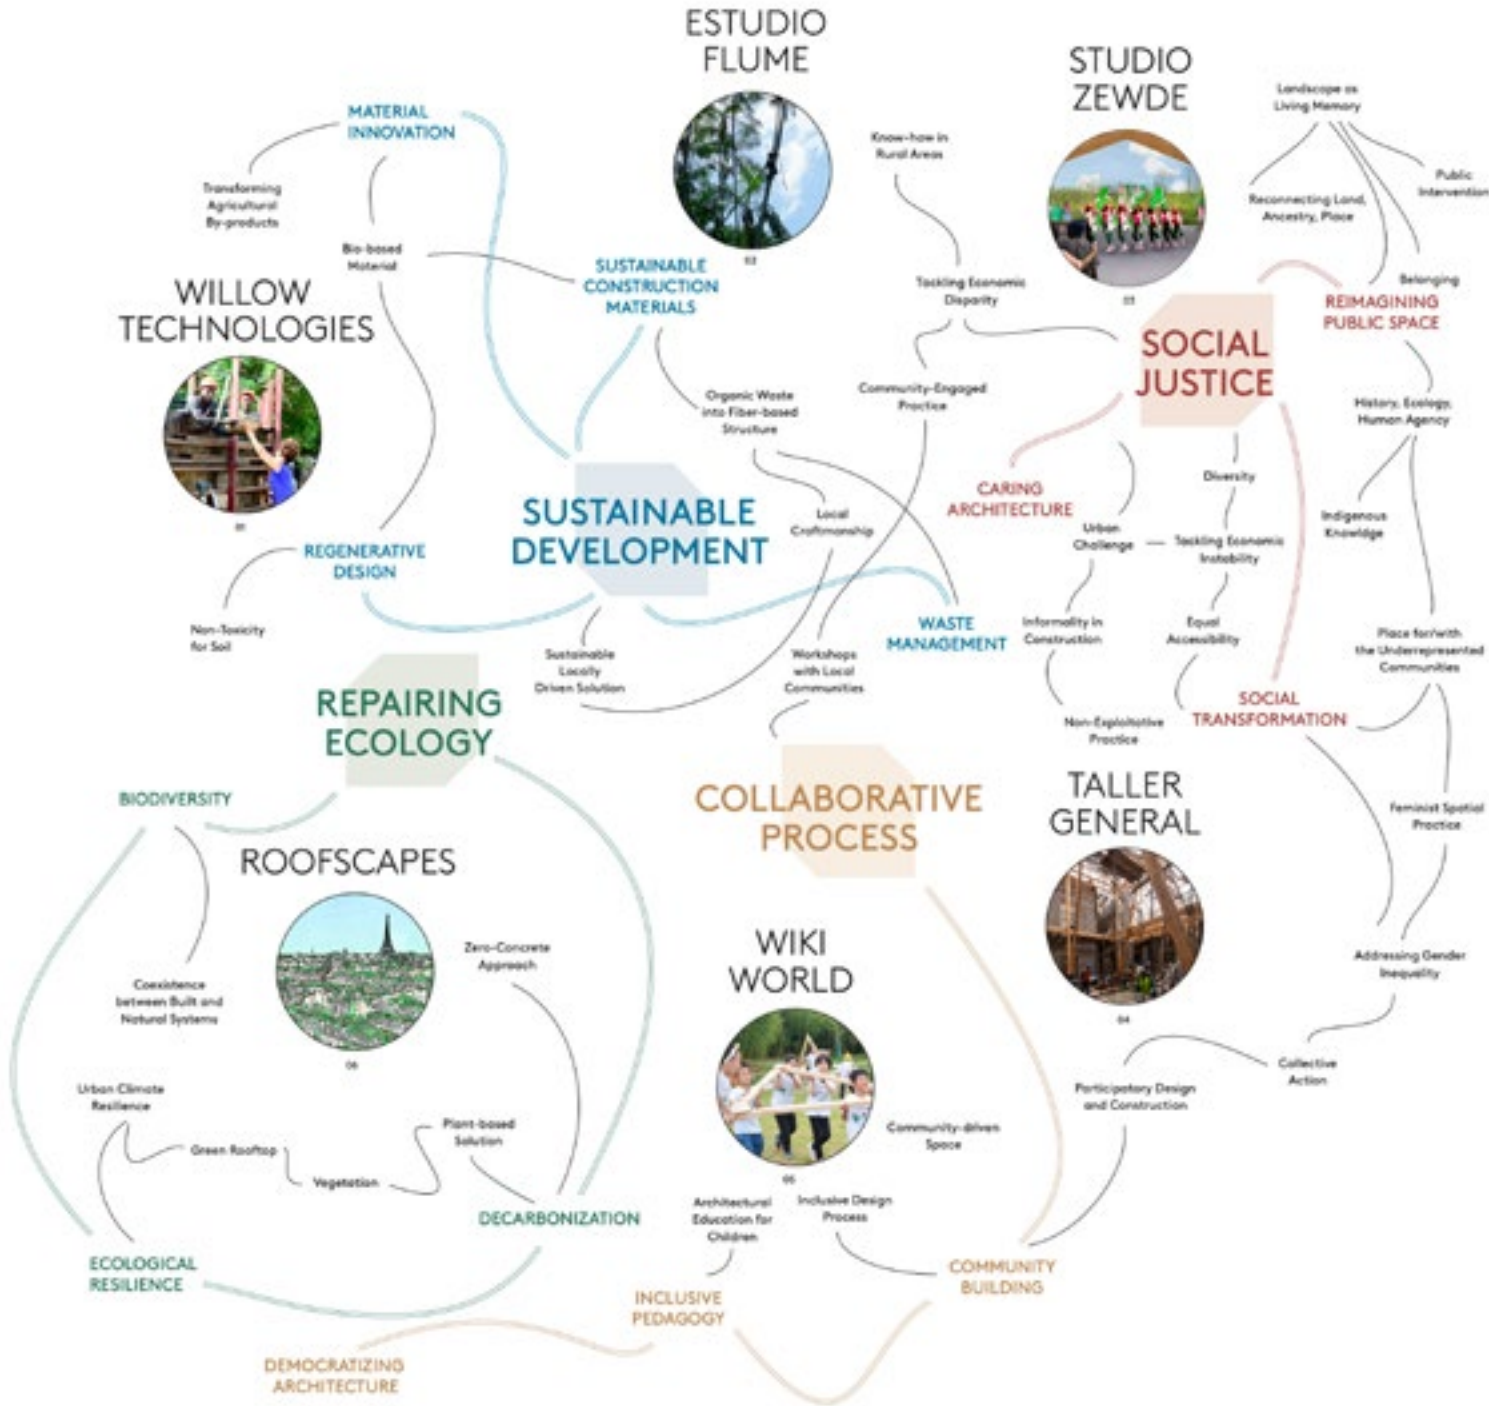 ESTUDIO
FLUME
02
STUDIO
ZEWDE
03
Landscape as
Living Memory
MATERIAL
INNOVATION
Know-how in
Rural Areas
Public
Intervention
Transforming
Agricultural
By-products
Reconnecting Land,
Ancestry, Place
Bio-based
Material
SUSTAINABLE
CONSTRUCTION
MATERIALS
Tackling Economic
Disparity
Belonging
REIMAGINING
PUBLIC SPACE
WILLOW
TECHNOLOGIES
01
SOCIAL
JUSTICE
Organic Waste
into Fiber-based
Structure
Community-Engaged
Practice
History, Ecology,
Human Agency
CARING
ARCHITECTURE
Diversity
SUSTAINABLE
DEVELOPMENT
Local
Craftmanship
Urban
Challenge
Tackling Economic
Instability
Indigenous
Knowldge
REGENERATIVE
DESIGN
Non-Toxicity
for Soil
WASTE
MANAGEMENT
Informality in
Construction
Equal
Accessibility
Place for/with
the Underrepresented
Communities
Sustainable
Locally
Driven Solution
Workshops
with Local
Communities
REPAIRING
ECOLOGY
SOCIAL
TRANSFORMATION
Non-Exploitative
Practice
BIODIVERSITY
COLLABORATIVE
PROCESS
TALLER
GENERAL
04
Feminist Spatial
Practice
ROOFSCAPES
06
Zero-Concrete
Approach
WIKI
WORLD
05
Addressing Gender
Inequality
Coexistence
between Built and
Natural Systems
Collective
Action
Urban Climate
Resilience
Participatory Design
and Construction
Green Rooftop
Vegetation
Plant-based
Solution
Community-driven
Space
DECARBONIZATION
Architectural
Education for
Children
Inclusive Design
Process
ECOLOGICAL
RESILIENCE
COMMUNITY
BUILDING
INCLUSIVE
PEDAGOGY
DEMOCRATIZING
ARCHITECTURE